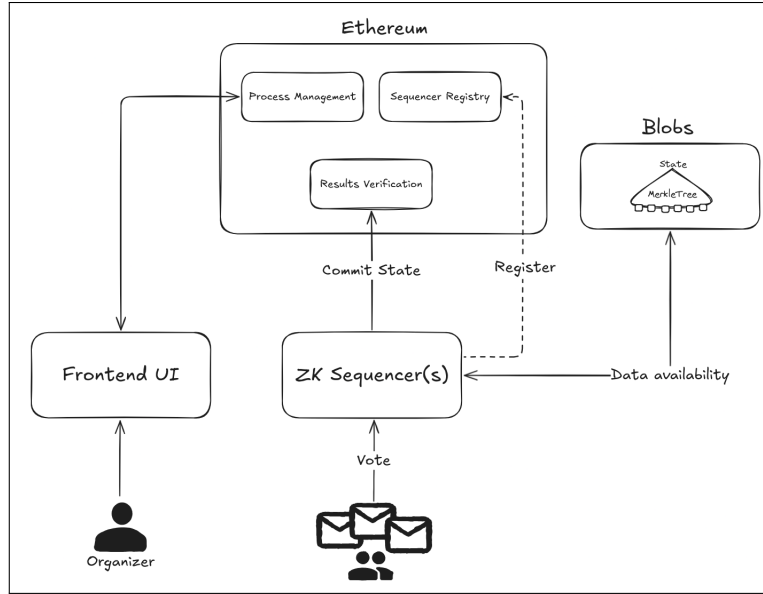 Ethereum
Process Management
Sequencer Registry
Blobs
State
MerkleTree
Results Verification
Commit State
Register
Frontend UI
ZK Sequencer(s)
Data availability
Vote
Organizer